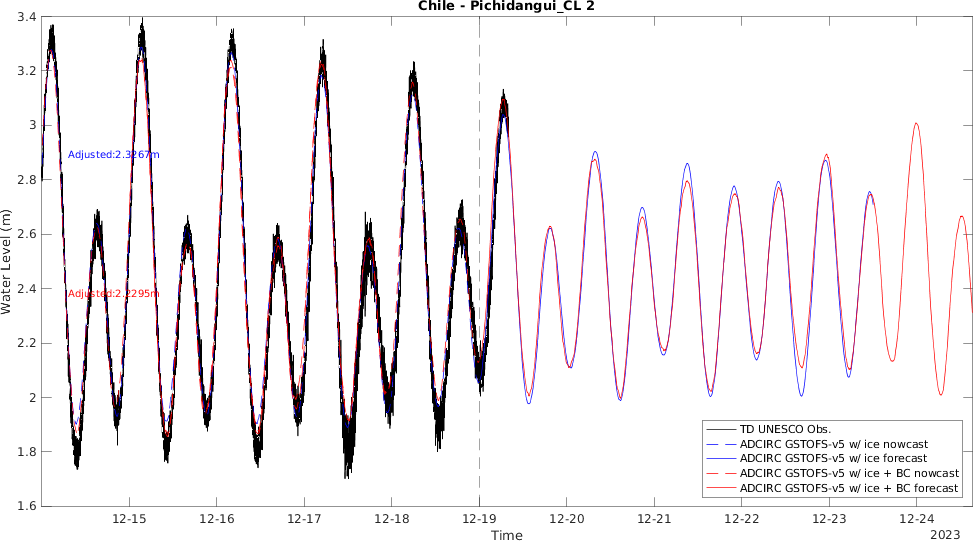 Chile - Pichidangui_CL 2
Water Level (m)
3.4
3.2
3
2.8
2.6
2.4
2.2
2
1.8
1.6
Adjusted:2.3267m
Adjusted:2.2295m
TD UNESCO Obs.
ADCIRC GSTOFS-v5 w/ ice nowcast
ADCIRC GSTOFS-v5 w/ ice forecast
ADCIRC GSTOFS-v5 w/ ice + BC nowcast
ADCIRC GSTOFS-v5 w/ ice + BC forecast
12-15 12-16 12-17 12-18 12-19 12-20 12-21 12-22 12-23 12-24
Time
2023